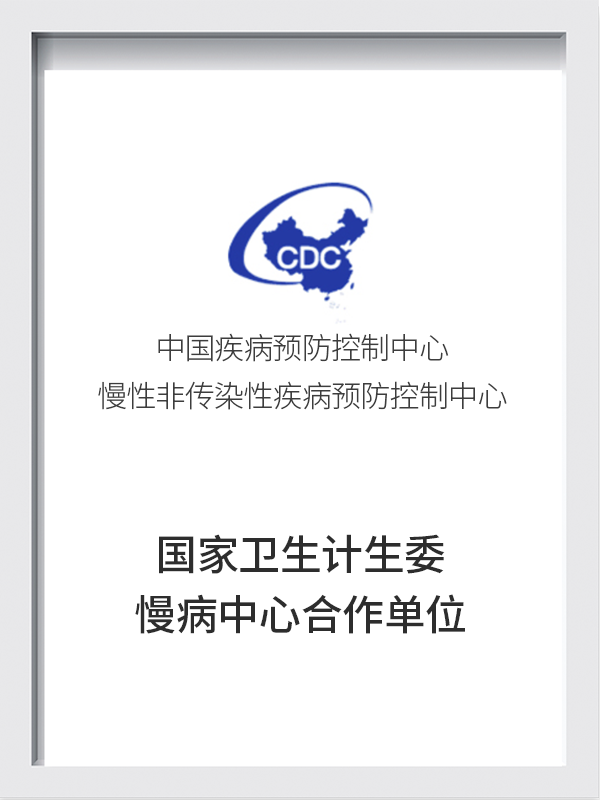 CDC
中国疾病预防控制中心
慢性非传染性疾病预防控制中心
国家卫生计生委
慢病中心合作单位